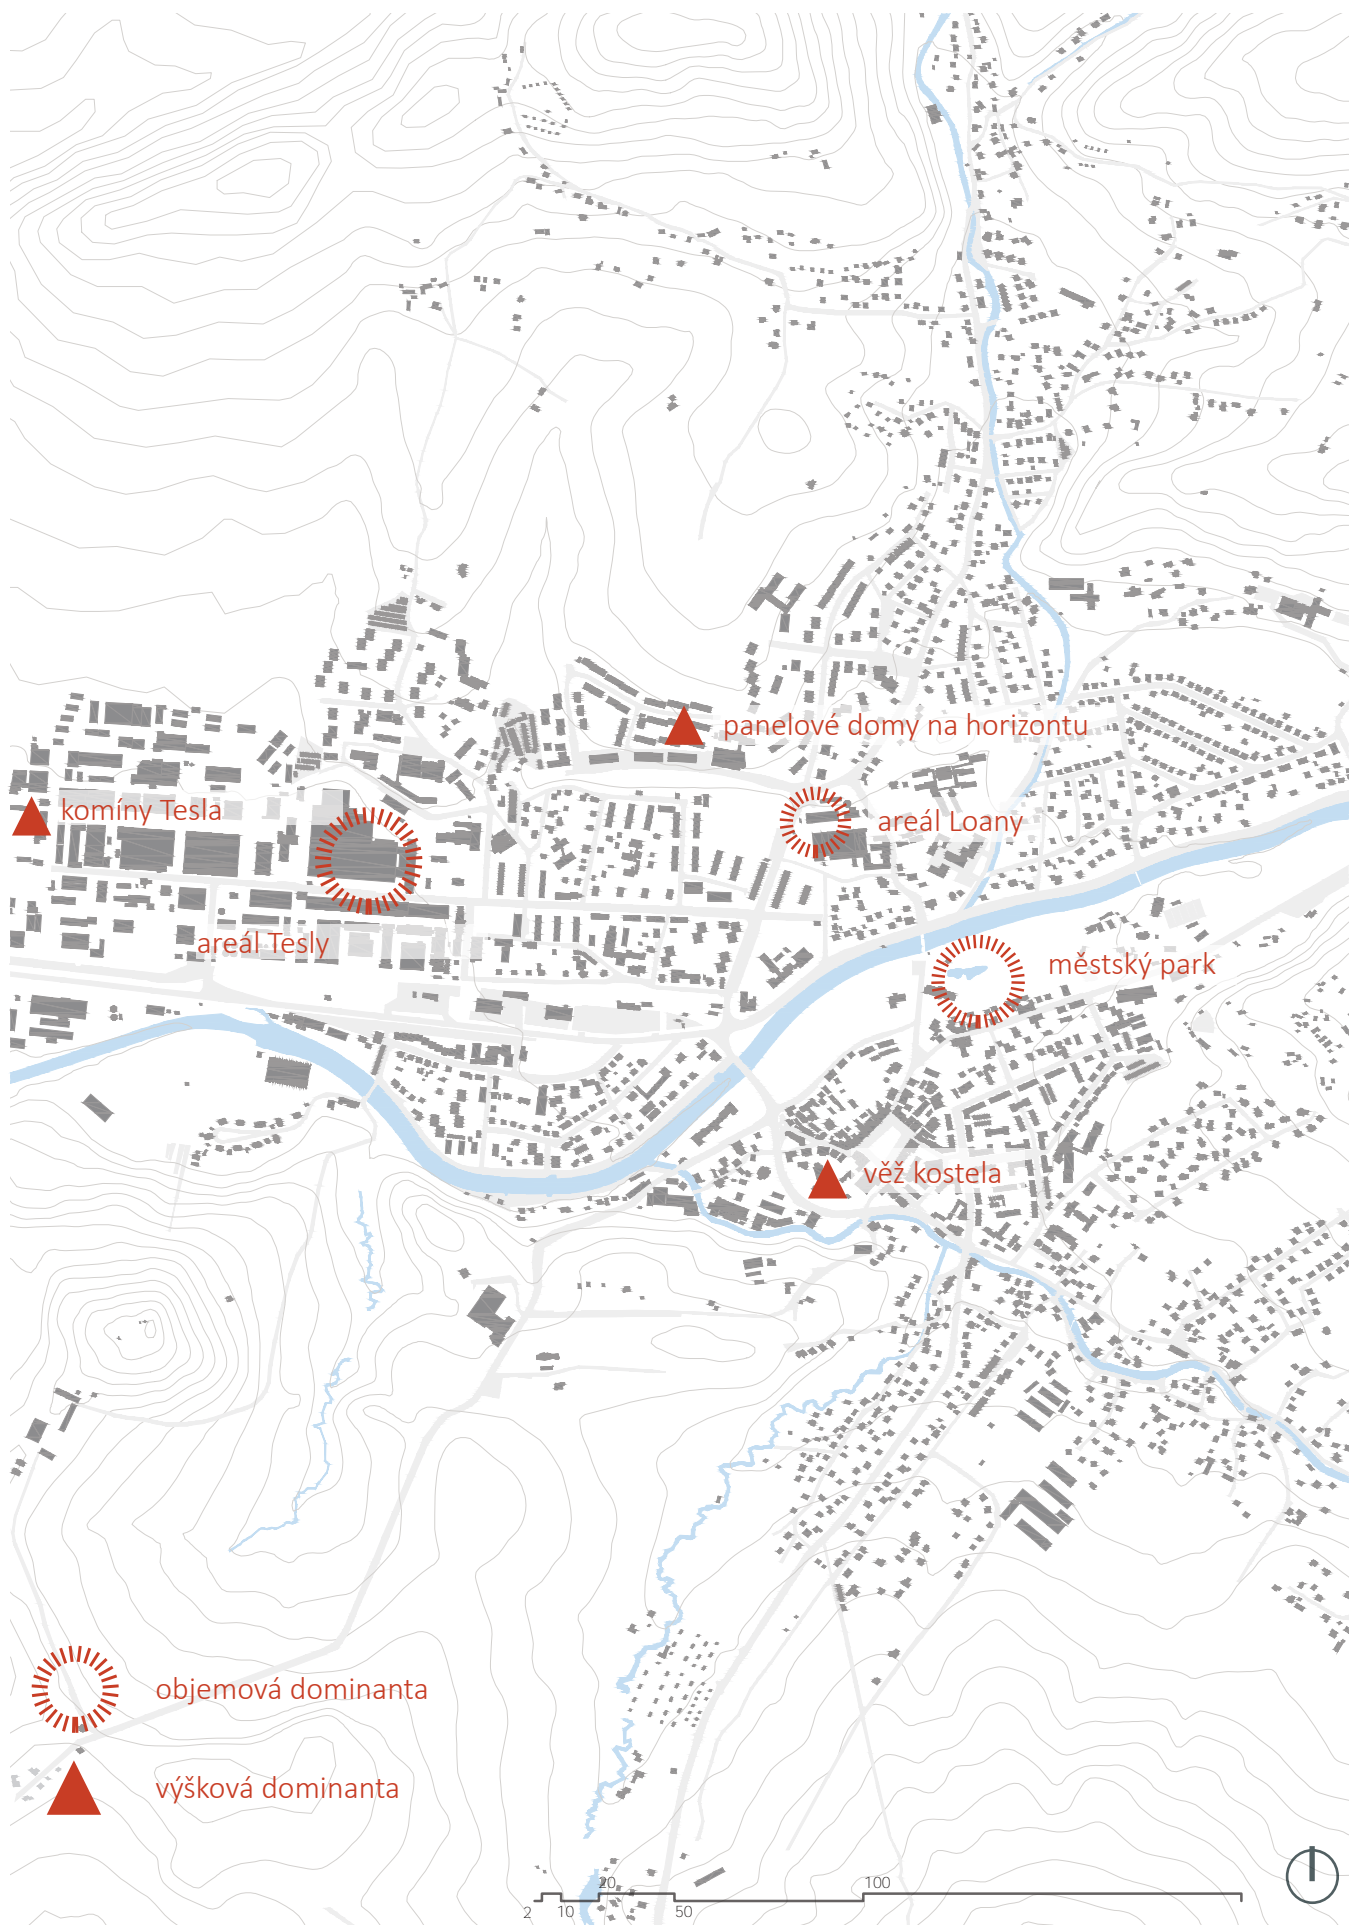 panelové domy na horizontu
komíny Tesla
areál Loany
areál Tesly
městský park
věž kostela
objemová dominanta
výšková dominanta
20
100
2
10
50